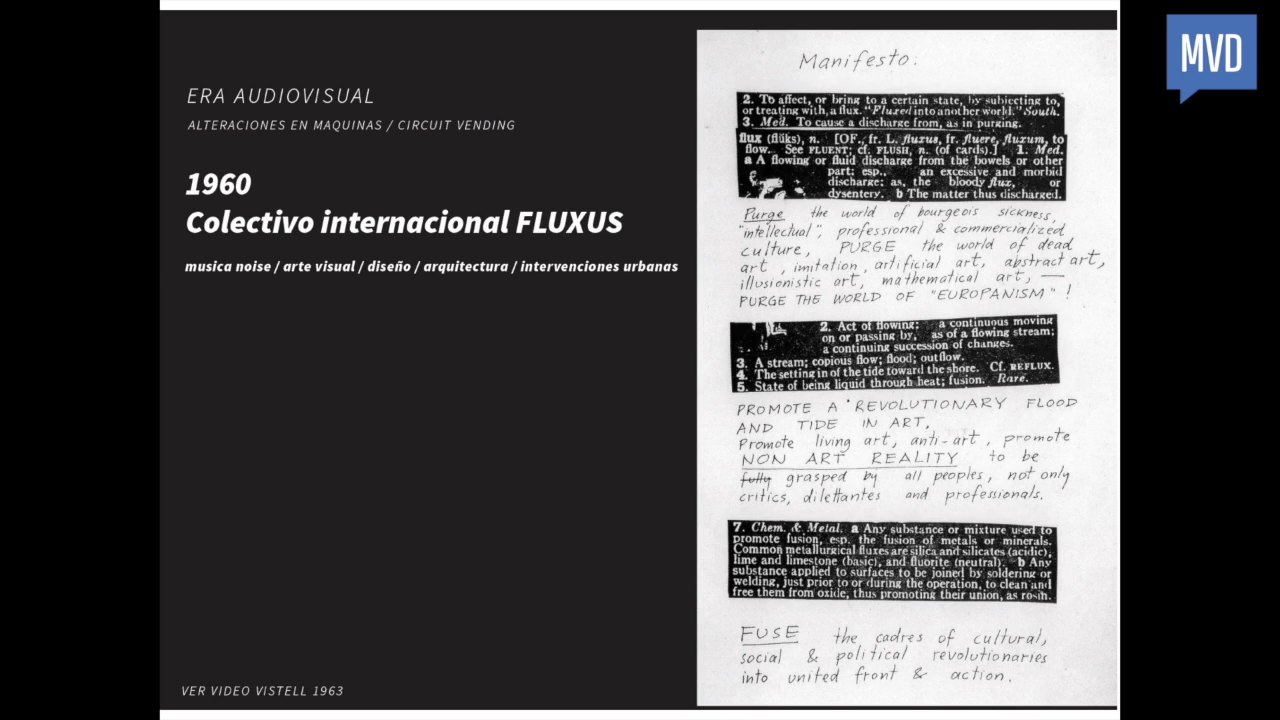 ERA AUDIOVISUAL
ALTERACIONES EN MAQUINAS / CIRCUIT VENDING
1960
Colectivo internacional FLUXUS
musica noise / arte visual / diseño / arquitectura / intervenciones urbanas
VER VIDEO VISTELL 1963
Manifesto:
2. To affect, or bring to a certain state, by subjecting to,
or treating with, a flux. "Fluxed into another world." South.
3. Med. To cause a discharge from, as in purging.
flux (flŭks), n. [OF., fr. L. fluxus, fr. fluere, fluxum, to
flow. See FLUENT; cf. FLUSH, n. (of cards).] 1. Med.
a A flowing or fluid discharge from the bowels or other
part; esp., an excessive and morbid
discharge; as, the bloody flux, or
dysentery. b The matter thus discharged.
Purge the world of bourgeois sickness,
"intellectual", professional & commercialized
culture, PURGE the world of dead
art, imitation, artificial art, abstract art,
illusionistic art, mathematical art, —
PURGE THE WORLD OF "EUROPANISM"!
2. Act of flowing: a continuous moving
on or passing by, as of a flowing stream;
a continuing succession of changes.
3. A stream; copious flow; flood; outflow.
4. The setting in of the tide toward the shore. Cf. REFLUX.
5. State of being liquid through heat; fusion. Rare.
PROMOTE A REVOLUTIONARY FLOOD
AND TIDE IN ART,
Promote living art, anti-art, promote
NON ART REALITY to be
fully grasped by all peoples, not only
critics, dilettantes and professionals.
7. Chem. & Metal. a Any substance or mixture used to
promote fusion, esp. the fusion of metals or minerals.
Common metallurgical fluxes are silica and silicates (acidic),
lime and limestone (basic), and fluorite (neutral). b Any
substance applied to surfaces to be joined by soldering or
welding, just prior to or during the operation, to clean and
free them from oxide, thus promoting their union, as rosin.
FUSE the cadres of cultural,
social & political revolutionaries
into united front & action.
MVD